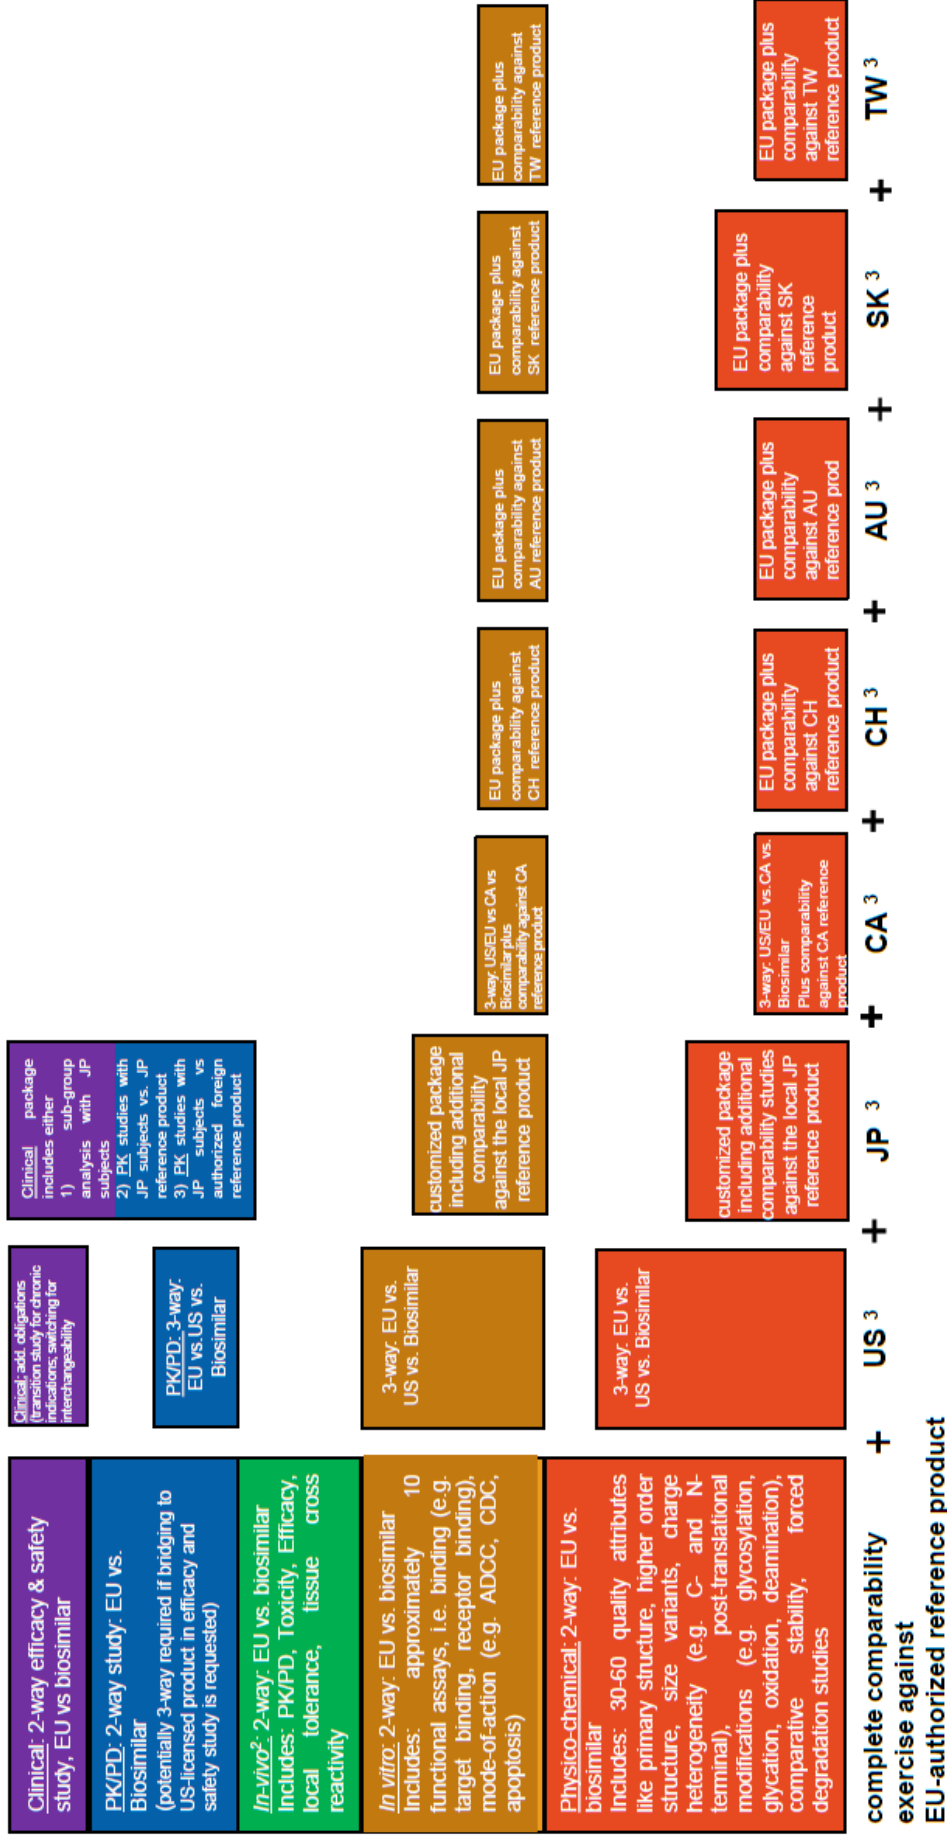 Clinical: 2-way efficacy & safety
study, EU vs biosimilar
PK/PD: 2-way study: EU vs.
Biosimilar
(potentially 3-way required if bridging to
US-licensed product in efficacy and
safety study is requested)
In-vivo²: 2-way: EU vs. biosimilar
Includes: PK/PD, Toxicity, Efficacy,
local tolerance, tissue cross
reactivity
In vitro: 2-way: EU vs. biosimilar
Includes: approximately 10
functional assays, i.e. binding (e.g.
target binding, receptor binding),
mode-of-action (e.g. ADCC, CDC,
apoptosis)
Physico-chemical: 2-way: EU vs.
biosimilar
Includes: 30-60 quality attributes
like primary structure, higher order
structure, size variants, charge
heterogeneity (e.g. C- and N-
terminal), post-translational
modifications (e.g. glycosylation,
glycation, oxidation, deamination),
comparative stability, forced
degradation studies
complete comparability
exercise against
EU-authorized reference product
+
Clinical; add. obligations
(transition study for chronic
indications; switching for
interchangeability
PK/PD: 3-way:
EU vs.US vs.
Biosimilar
3-way: EU vs.
US vs. Biosimilar
3-way: EU vs.
US vs. Biosimilar
US ³
+
Clinical package
includes either
1) sub-group
analysis with JP
subjects
2) PK studies with
JP subjects vs. JP
reference product
3) PK studies with
JP subjects vs
authorized foreign
reference product
customized package
including additional
comparability
against the local JP
reference product
customized package
including additional
comparability studies
against the local JP
reference product
JP ³
+
3-way: US/EU vs CA vs
Biosimilar plus
comparability against CA
reference product
3-way: US/EU vs.CA vs.
Biosimilar
Plus comparability
against CA reference
product
CA ³
+
EU package plus
comparability against
CH reference product
EU package plus
comparability
against CH
reference product
CH ³
+
EU package plus
comparability against
AU reference product
EU package plus
comparability
against AU
reference prod
AU ³
+
EU package plus
comparability against
SK reference product
EU package plus
comparability
against SK
reference
product
SK ³
+
EU package plus
comparability against
TW reference product
EU package plus
comparability
against TW
reference product
TW ³